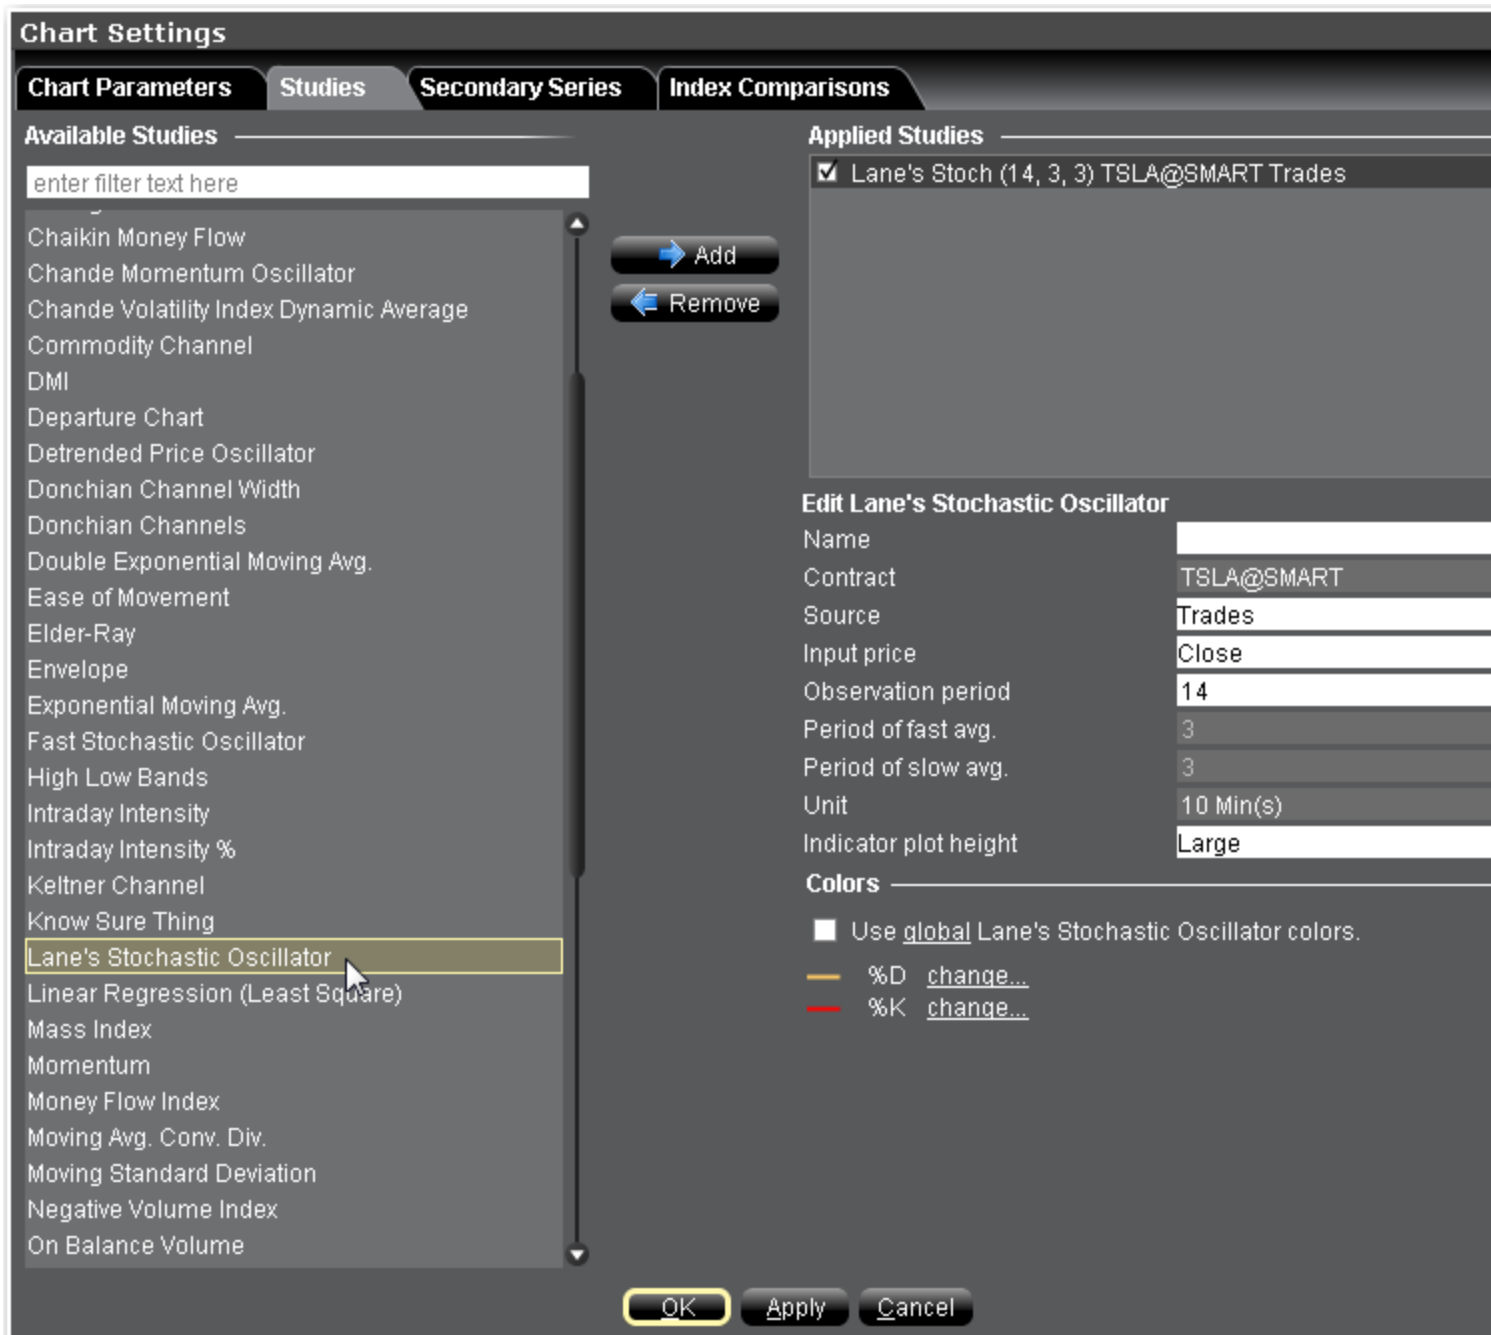 Chart Settings
Chart Parameters
Studies
Secondary Series
Index Comparisons
Available Studies
enter filter text here
Chaikin Money Flow
Chande Momentum Oscillator
Chande Volatility Index Dynamic Average
Commodity Channel
DMI
Departure Chart
Detrended Price Oscillator
Donchian Channel Width
Donchian Channels
Double Exponential Moving Avg.
Ease of Movement
Elder-Ray
Envelope
Exponential Moving Avg.
Fast Stochastic Oscillator
High Low Bands
Intraday Intensity
Intraday Intensity %
Keltner Channel
Know Sure Thing
Lane's Stochastic Oscillator
Linear Regression (Least Square)
Mass Index
Momentum
Money Flow Index
Moving Avg. Conv. Div.
Moving Standard Deviation
Negative Volume Index
On Balance Volume
Add
Remove
Applied Studies
Lane's Stoch (14, 3, 3) TSLA@SMART Trades
Edit Lane's Stochastic Oscillator
Name
Contract TSLA@SMART
Source Trades
Input price Close
Observation period 14
Period of fast avg. 3
Period of slow avg. 3
Unit 10 Min(s)
Indicator plot height Large
Colors
Use global Lane's Stochastic Oscillator colors.
%D change...
%K change...
OK
Apply
Cancel